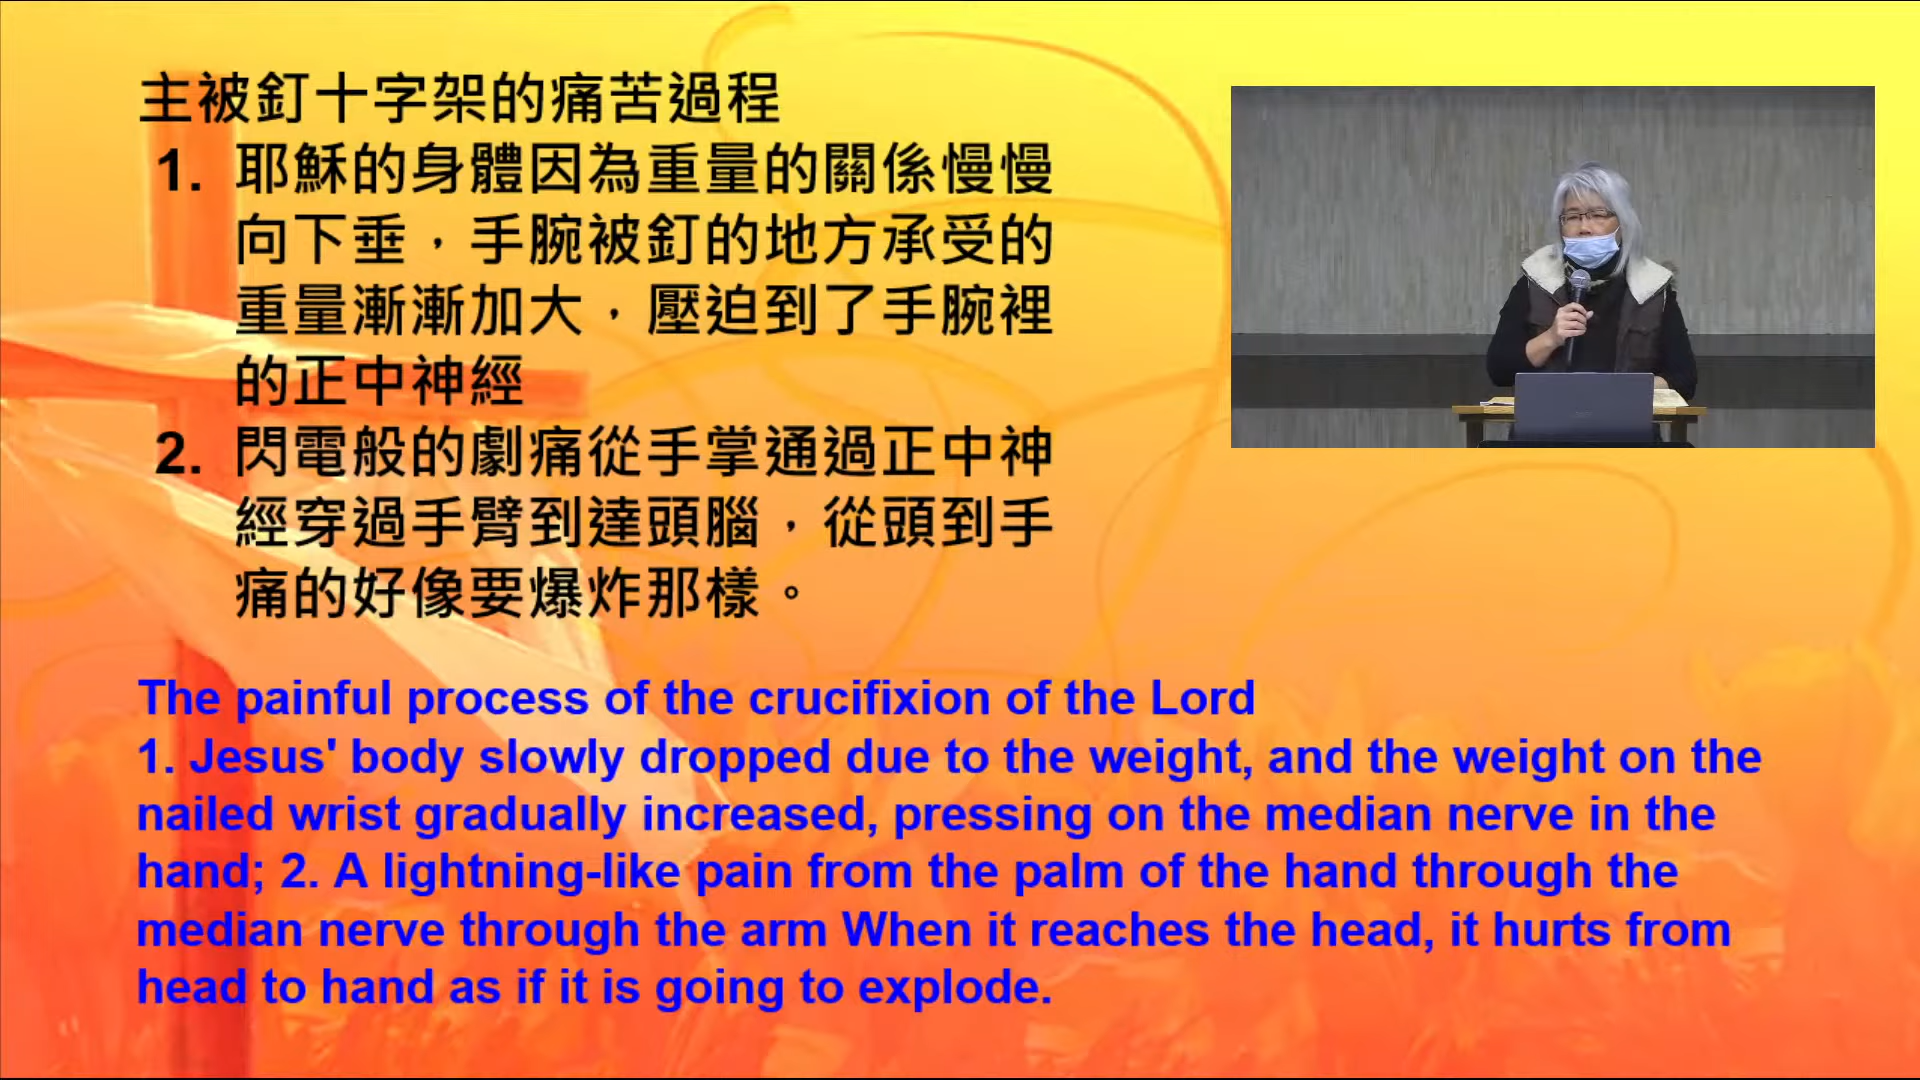 主被釘十字架的痛苦過程
1. 耶穌的身體因為重量的關係慢慢
向下垂，手腕被釘的地方承受的
重量漸漸加大，壓迫到了手腕裡
的正中神經
2. 閃電般的劇痛從手掌通過正中神
經穿過手臂到達頭腦，從頭到手
痛的好像要爆炸那樣。
The painful process of the crucifixion of the Lord
1. Jesus' body slowly dropped due to the weight, and the weight on the
nailed wrist gradually increased, pressing on the median nerve in the
hand; 2. A lightning-like pain from the palm of the hand through the
median nerve through the arm When it reaches the head, it hurts from
head to hand as if it is going to explode.